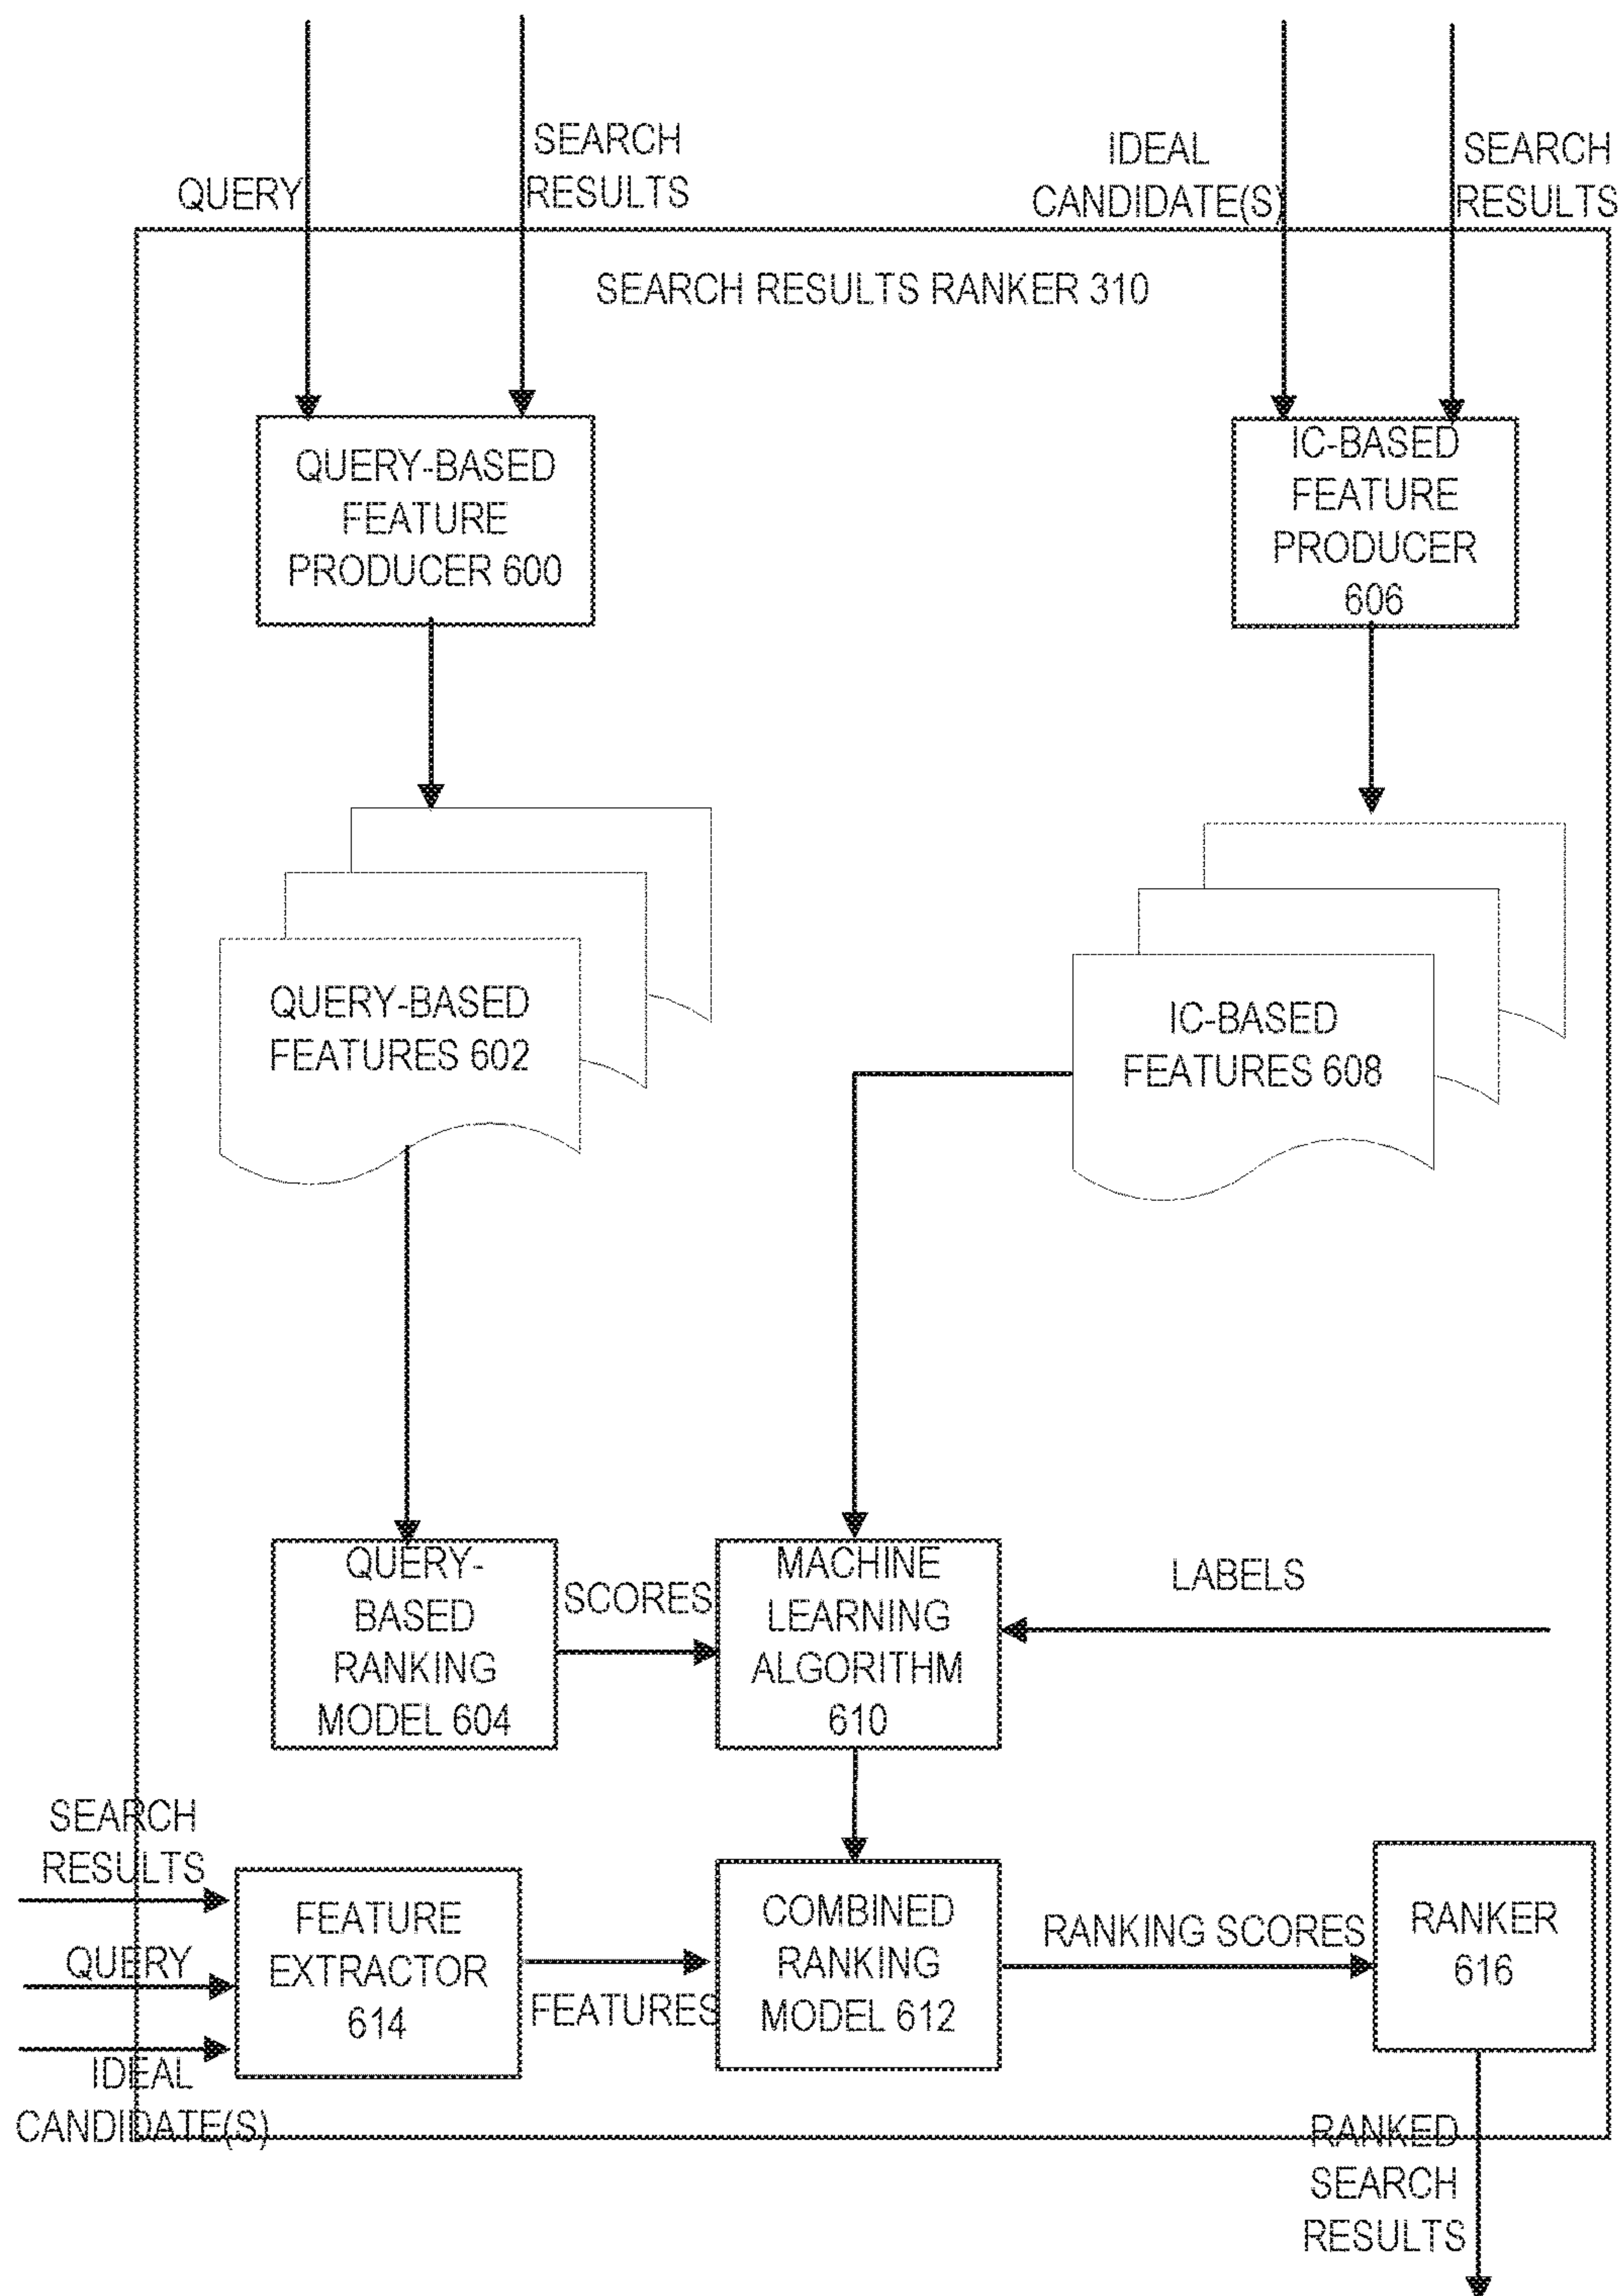 QUERY
SEARCH
RESULTS
IDEAL
CANDIDATE(S)
SEARCH
RESULTS
SEARCH RESULTS RANKER 310
QUERY-BASED
FEATURE
PRODUCER 600
IC-BASED
FEATURE
PRODUCER
606
QUERY-BASED
FEATURES 602
IC-BASED
FEATURES 608
QUERY-
BASED
RANKING
MODEL 604
SCORES
MACHINE
LEARNING
ALGORITHM
610
LABELS
SEARCH
RESULTS
QUERY
IDEAL
CANDIDATE(S)
FEATURE
EXTRACTOR
614
FEATURES
COMBINED
RANKING
MODEL 612
RANKING SCORES
RANKER
616
RANKED
SEARCH
RESULTS